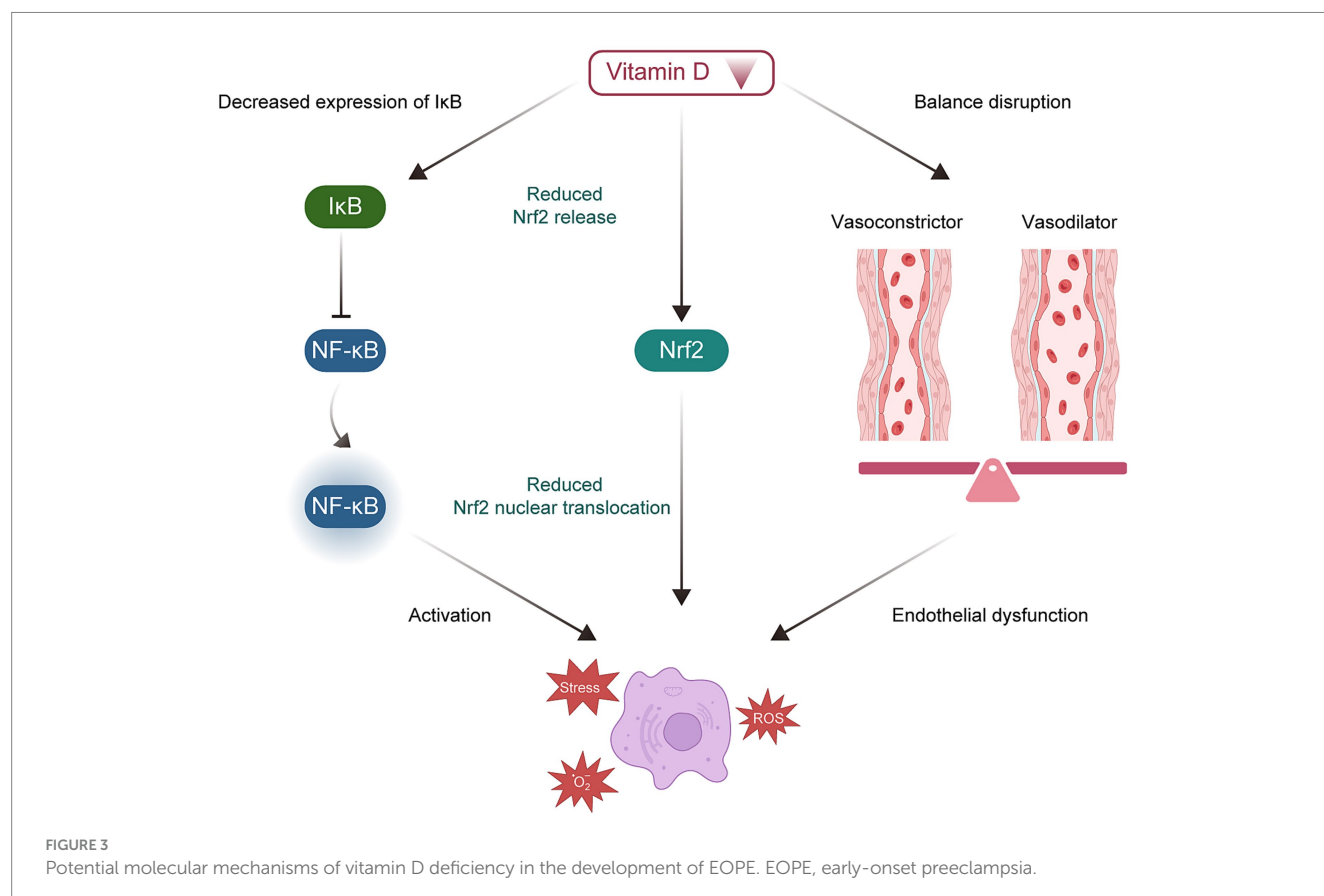 Vitamin D
Decreased expression of IκB
Balance disruption
IκB
Reduced
Nrf2 release
Vasoconstrictor
Vasodilator
NF-κB
Nrf2
NF-κB
Reduced
Nrf2 nuclear translocation
Activation
Endothelial dysfunction
Stress
ROS
·O₂⁻
FIGURE 3
Potential molecular mechanisms of vitamin D deficiency in the development of EOPE. EOPE, early-onset preeclampsia.